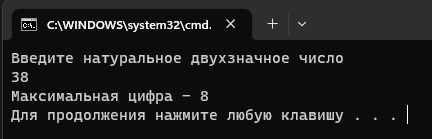 C:\WINDOWS\system32\cmd.
Введите натуральное двухзначное число
38
Максимальная цифра - 8
Для продолжения нажмите любую клавишу . . .